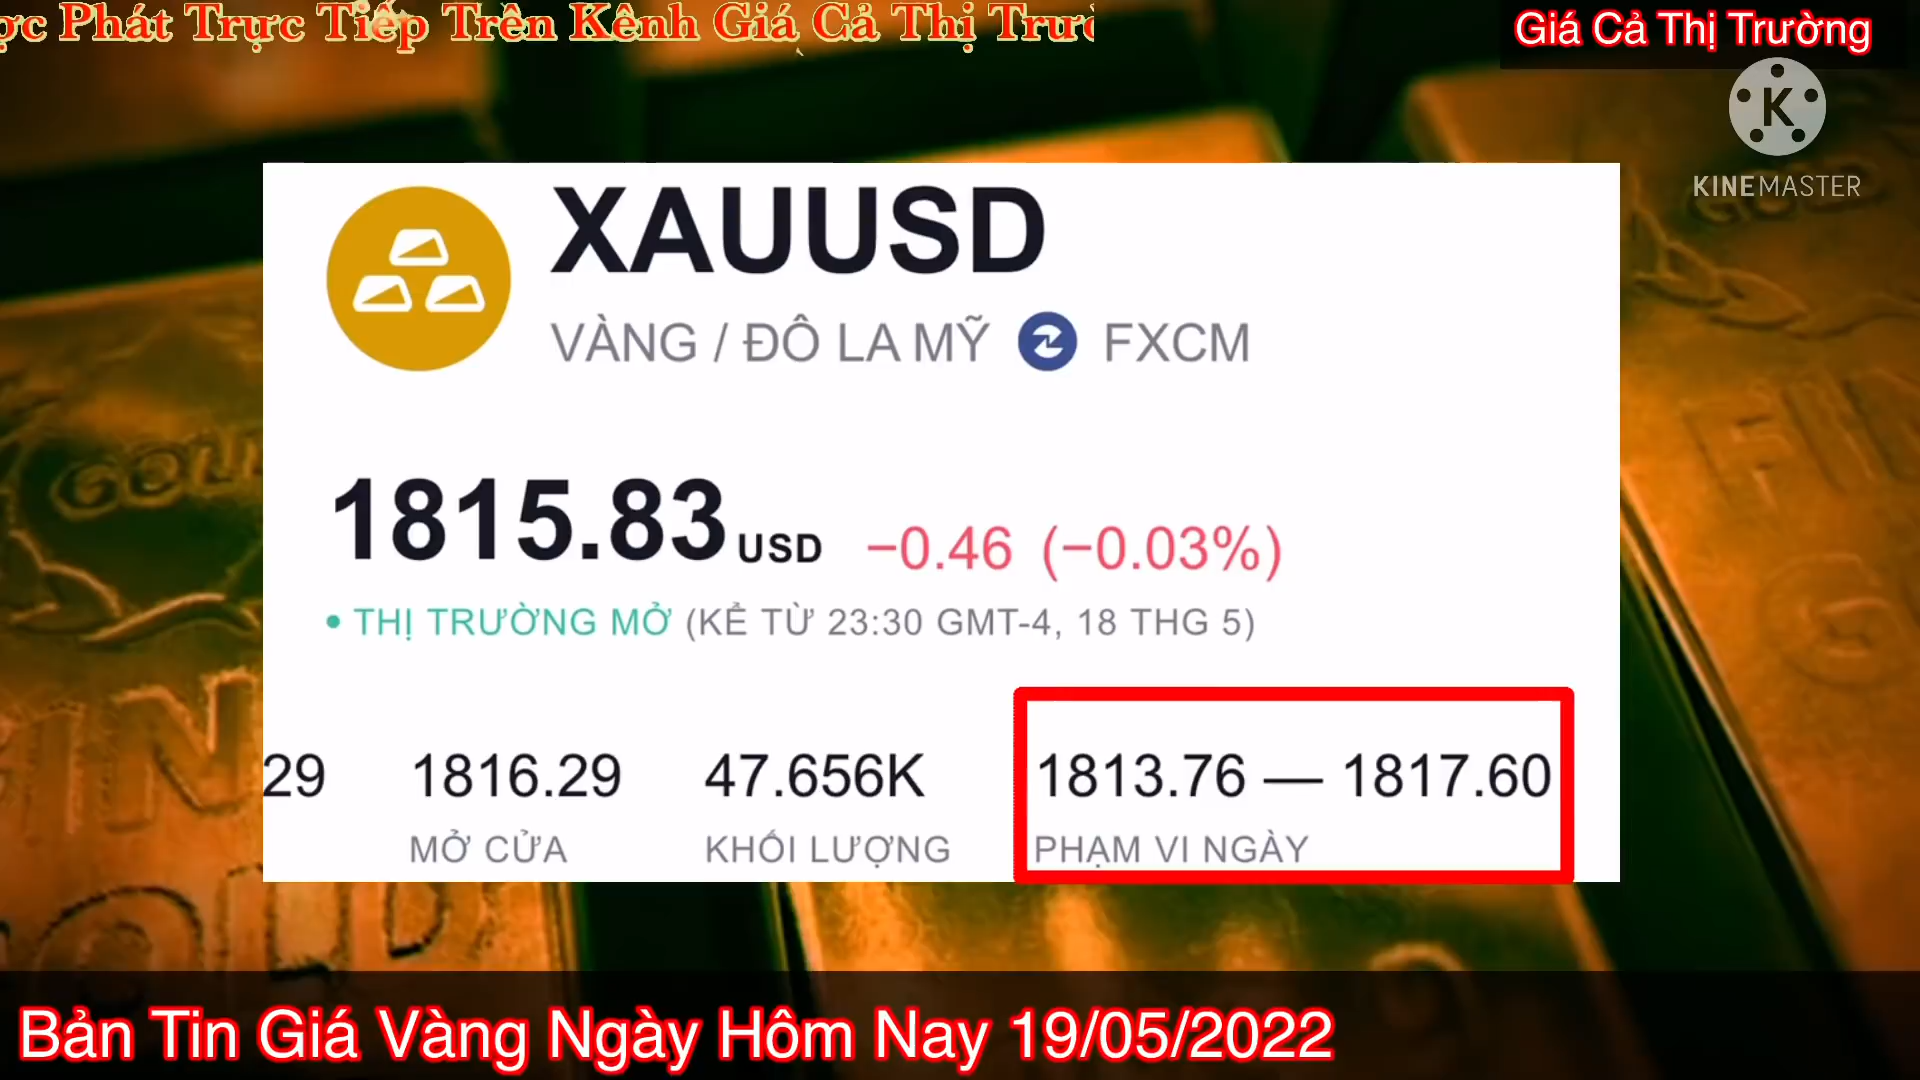 Phát Trực Tiếp Trên Kênh Giá Cả Thị
Giá Cả Thị Trường
K
KINEMASTER
XAUUSD
VÀNG / ĐÔ LA MỸ FXCM
1815.83 USD −0.46 (−0.03%)
• THỊ TRƯỜNG MỞ (KỂ TỪ 23:30 GMT-4, 18 THG 5)
29 1816.29 47.656K 1813.76 — 1817.60
MỞ CỬA KHỐI LƯỢNG PHẠM VI NGÀY
GOLD
FIN
Bản Tin Giá Vàng Ngày Hôm Nay 19/05/2022